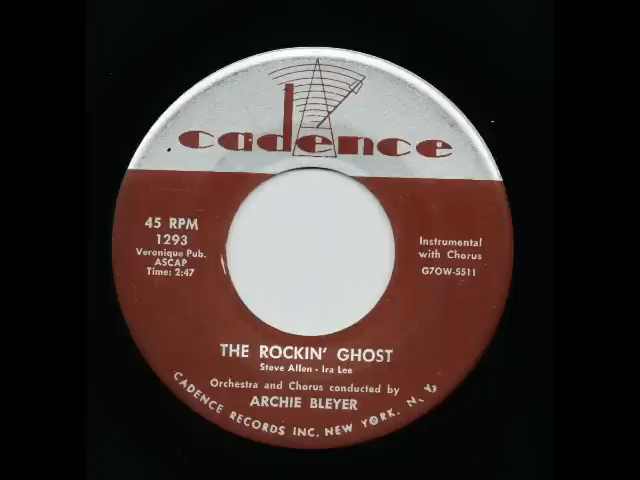 cadence
45 RPM
1293
Veronique Pub.
ASCAP
Time: 2:47
Instrumental
with Chorus
G7OW-5511
THE ROCKIN' GHOST
Steve Allen - Ira Lee
Orchestra and Chorus conducted by
ARCHIE BLEYER
CADENCE RECORDS INC. NEW YORK, N.Y.